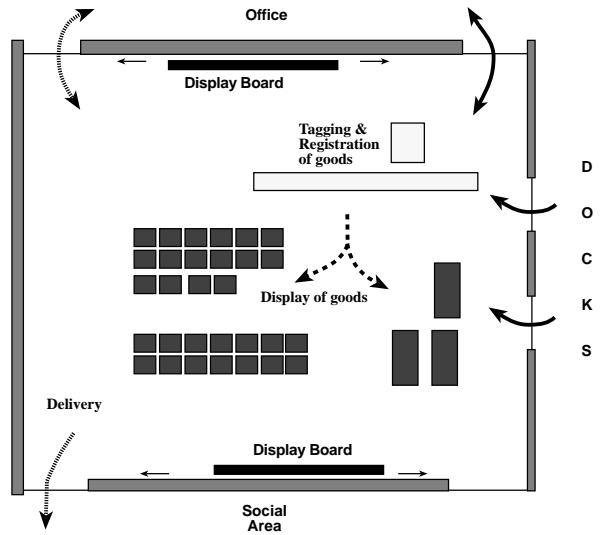 Office
Display Board
Tagging &
Registration
of goods
D
O
C
K
S
Display of goods
Delivery
Display Board
Social
Area